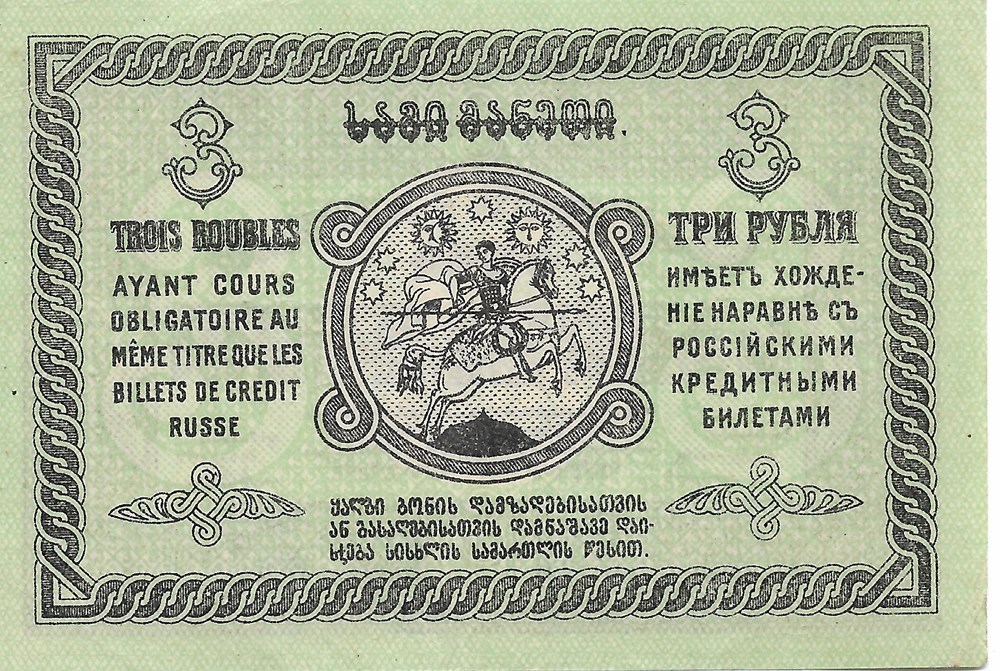 სამი მანეთი.
3
3
TROIS ROUBLES
AYANT COURS
OBLIGATOIRE AU
MÊME TITRE QUE LES
BILLETS DE CREDIT
RUSSE
ТРИ РУБЛЯ
ИМѢЕТЪ ХОЖДЕ-
НІЕ НАРАВНѢ СЪ
РОССІЙСКИМИ
КРЕДИТНЫМИ
БИЛЕТАМИ
ყალბი ბონის დამზადებისათვის
ან გასაღებისათვის დამნაშავე დაი-
სჯება სისხლის სამართლის წესით.